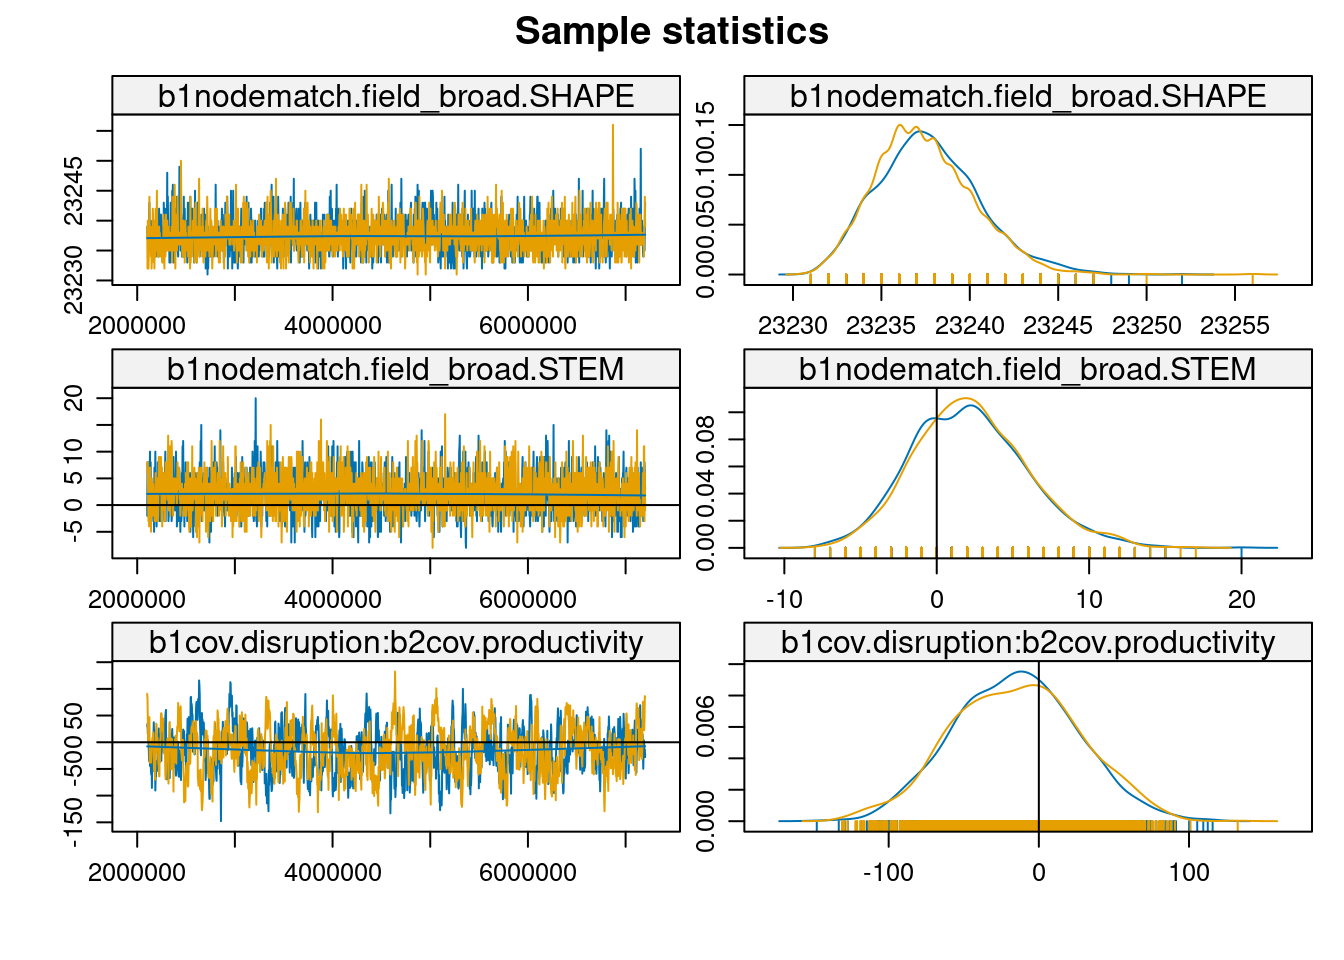 Sample statistics
b1nodematch.field_broad.SHAPE b1nodematch.field_broad.SHAPE
23230 23245
0.00 0.05 0.10 0.15
2000000 4000000 6000000
23230 23235 23240 23245 23250 23255
b1nodematch.field_broad.STEM b1nodematch.field_broad.STEM
-5 0 5 10 20
0.00 0.04 0.08
2000000 4000000 6000000
-10 0 10 20
b1cov.disruption:b2cov.productivity b1cov.disruption:b2cov.productivity
-150 -50 0 50
0.000 0.006
2000000 4000000 6000000
-100 0 100